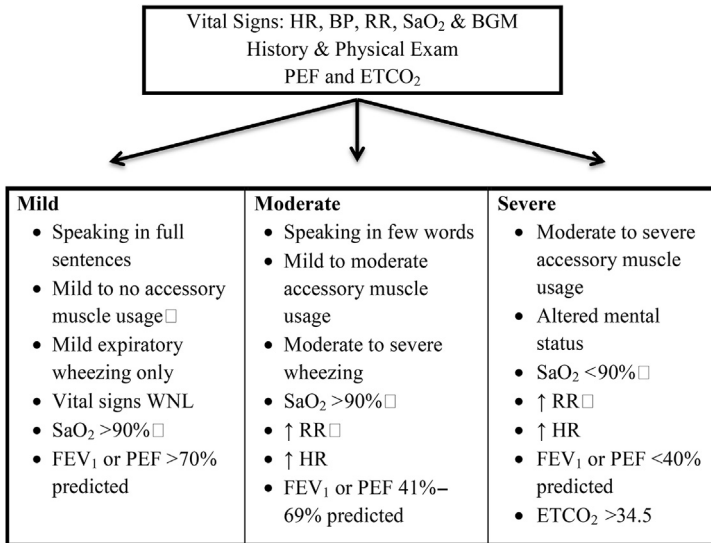 Vital Signs: HR, BP, RR, SaO₂ & BGM
History & Physical Exam
PEF and ETCO₂
Mild
• Speaking in full
sentences
• Mild to no accessory
muscle usage□
• Mild expiratory
wheezing only
• Vital signs WNL
• SaO₂ >90%□
• FEV₁ or PEF >70%
predicted
Moderate
• Speaking in few words
• Mild to moderate
accessory muscle
usage
• Moderate to severe
wheezing
• SaO₂ >90%□
• ↑ RR□
• ↑ HR
• FEV₁ or PEF 41%–
69% predicted
Severe
• Moderate to severe
accessory muscle
usage
• Altered mental
status
• SaO₂ <90%□
• ↑ RR□
• ↑ HR
• FEV₁ or PEF <40%
predicted
• ETCO₂ >34.5